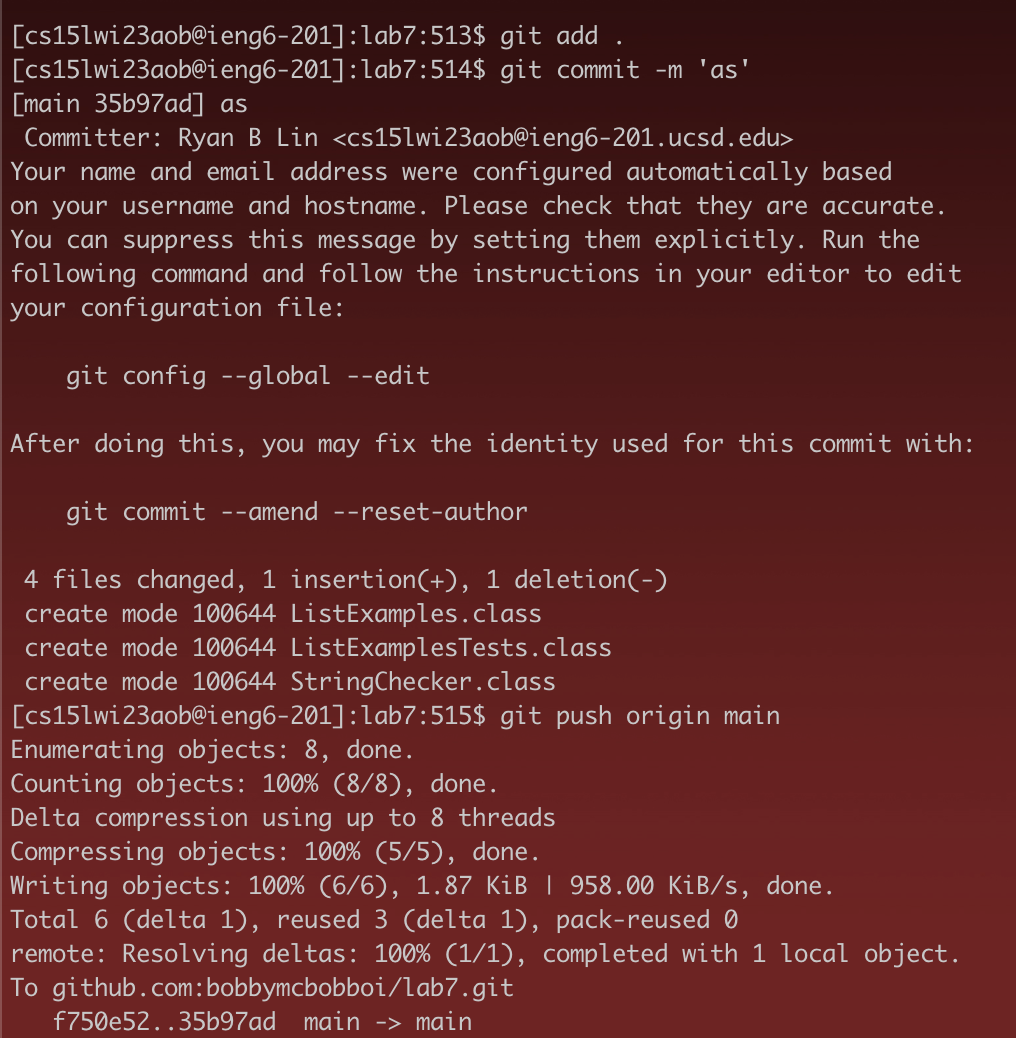 [cs15lwi23aob@ieng6-201]:lab7:513$ git add .
[cs15lwi23aob@ieng6-201]:lab7:514$ git commit -m 'as'
[main 35b97ad] as
 Committer: Ryan B Lin <cs15lwi23aob@ieng6-201.ucsd.edu>
Your name and email address were configured automatically based
on your username and hostname. Please check that they are accurate.
You can suppress this message by setting them explicitly. Run the
following command and follow the instructions in your editor to edit
your configuration file:

    git config --global --edit

After doing this, you may fix the identity used for this commit with:

    git commit --amend --reset-author

 4 files changed, 1 insertion(+), 1 deletion(-)
 create mode 100644 ListExamples.class
 create mode 100644 ListExamplesTests.class
 create mode 100644 StringChecker.class
[cs15lwi23aob@ieng6-201]:lab7:515$ git push origin main
Enumerating objects: 8, done.
Counting objects: 100% (8/8), done.
Delta compression using up to 8 threads
Compressing objects: 100% (5/5), done.
Writing objects: 100% (6/6), 1.87 KiB | 958.00 KiB/s, done.
Total 6 (delta 1), reused 3 (delta 1), pack-reused 0
remote: Resolving deltas: 100% (1/1), completed with 1 local object.
To github.com:bobbymcbobboi/lab7.git
   f750e52..35b97ad  main -> main